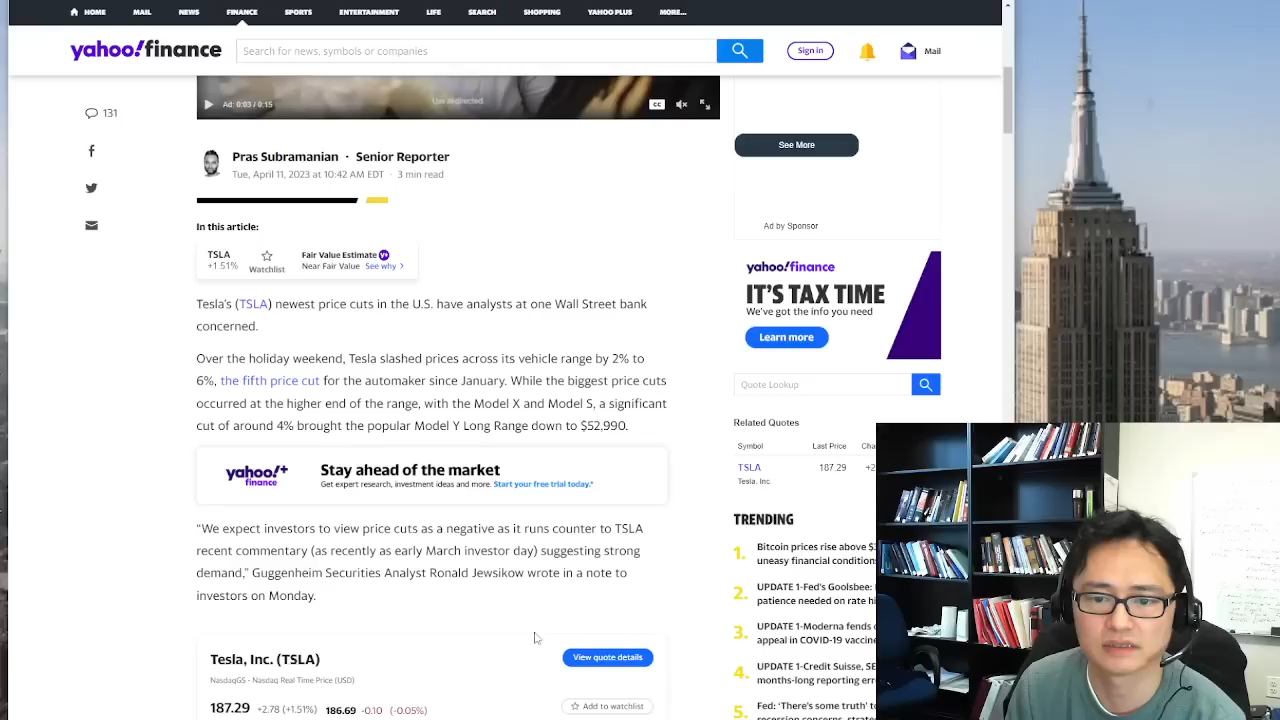 HOME
MAIL
NEWS
FINANCE
SPORTS
ENTERTAINMENT
LIFE
SEARCH
SHOPPING
YAHOO PLUS
MORE...
yahoo!finance
Search for news, symbols or companies
Sign in
Mail
Ad: 0:03 / 0:15
Use as directed.
CC
131
Pras Subramanian · Senior Reporter
Tue, April 11, 2023 at 10:42 AM EDT · 3 min read
In this article:
TSLA
+1.51%
Watchlist
Fair Value Estimate Y+
Near Fair Value See why >
Tesla's (TSLA) newest price cuts in the U.S. have analysts at one Wall Street bank
concerned.
Over the holiday weekend, Tesla slashed prices across its vehicle range by 2% to
6%, the fifth price cut for the automaker since January. While the biggest price cuts
occurred at the higher end of the range, with the Model X and Model S, a significant
cut of around 4% brought the popular Model Y Long Range down to $52,990.
yahoo!+
finance
Stay ahead of the market
Get expert research, investment ideas and more. Start your free trial today.*
“We expect investors to view price cuts as a negative as it runs counter to TSLA
recent commentary (as recently as early March investor day) suggesting strong
demand,” Guggenheim Securities Analyst Ronald Jewsikow wrote in a note to
investors on Monday.
Tesla, Inc. (TSLA)
View quote details
NasdaqGS - Nasdaq Real Time Price (USD)
187.29 +2.78 (+1.51%) 186.69 -0.10 (-0.05%)
Add to watchlist
See More
Ad by Sponsor
yahoo!finance
IT'S TAX TIME
We've got the info you need
Learn more
Quote Lookup
Related Quotes
Symbol
Last Price
TSLA
187.29
+2
Tesla, Inc.
TRENDING
1. Bitcoin prices rise above
uneasy financial condition
2. UPDATE 1-Fed's Goolsbee:
patience needed on rate
3. UPDATE 1-Moderna fends
appeal in COVID-19 vaccin
4. UPDATE 1-Credit Suisse,
months-long reporting
5. Fed: 'There's some truth'